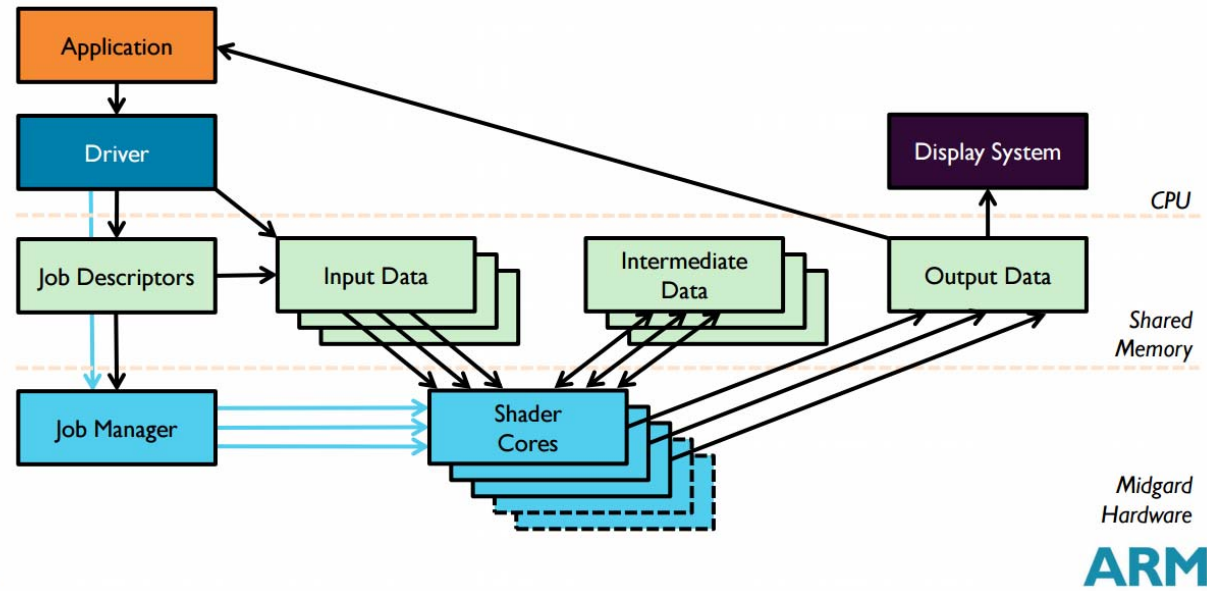 Application
Driver
Display System
CPU
Job Descriptors
Input Data
Intermediate
Data
Output Data
Shared
Memory
Job Manager
Shader
Cores
Midgard
Hardware
ARM